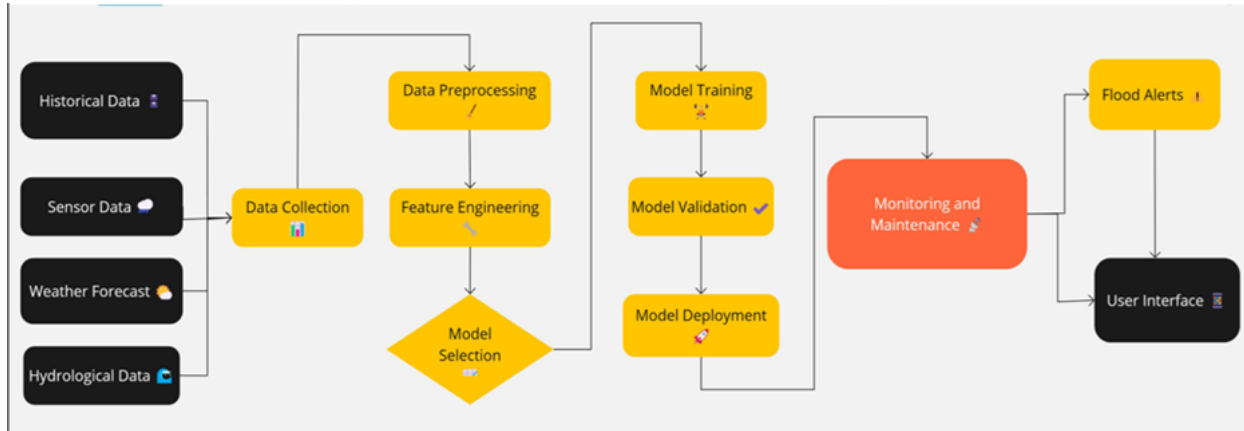 Historical Data
Sensor Data
Weather Forecast
Hydrological Data
Data Collection
Data Preprocessing
Feature Engineering
Model
Selection
Model Training
Model Validation
Model Deployment
Monitoring and
Maintenance
Flood Alerts
User Interface